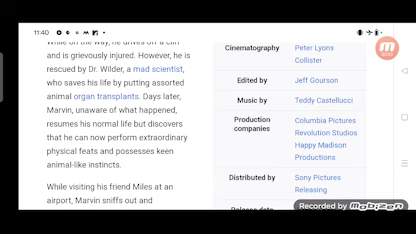 11:40
While on the way, he drives off a cliff
and is grievously injured. However, he is
rescued by Dr. Wilder, a mad scientist,
who saves his life by putting assorted
animal organ transplants. Days later,
Marvin, unaware of what happened,
resumes his normal life but discovers
that he can now perform extraordinary
physical feats and possesses keen
animal-like instincts.
While visiting his friend Miles at an
airport, Marvin sniffs out and
Cinematography Peter Lyons
Collister
Edited by Jeff Gourson
Music by Teddy Castellucci
Production Columbia Pictures
companies Revolution Studios
Happy Madison
Productions
Distributed by Sony Pictures
Releasing
Release date
Recorded by Mobizen